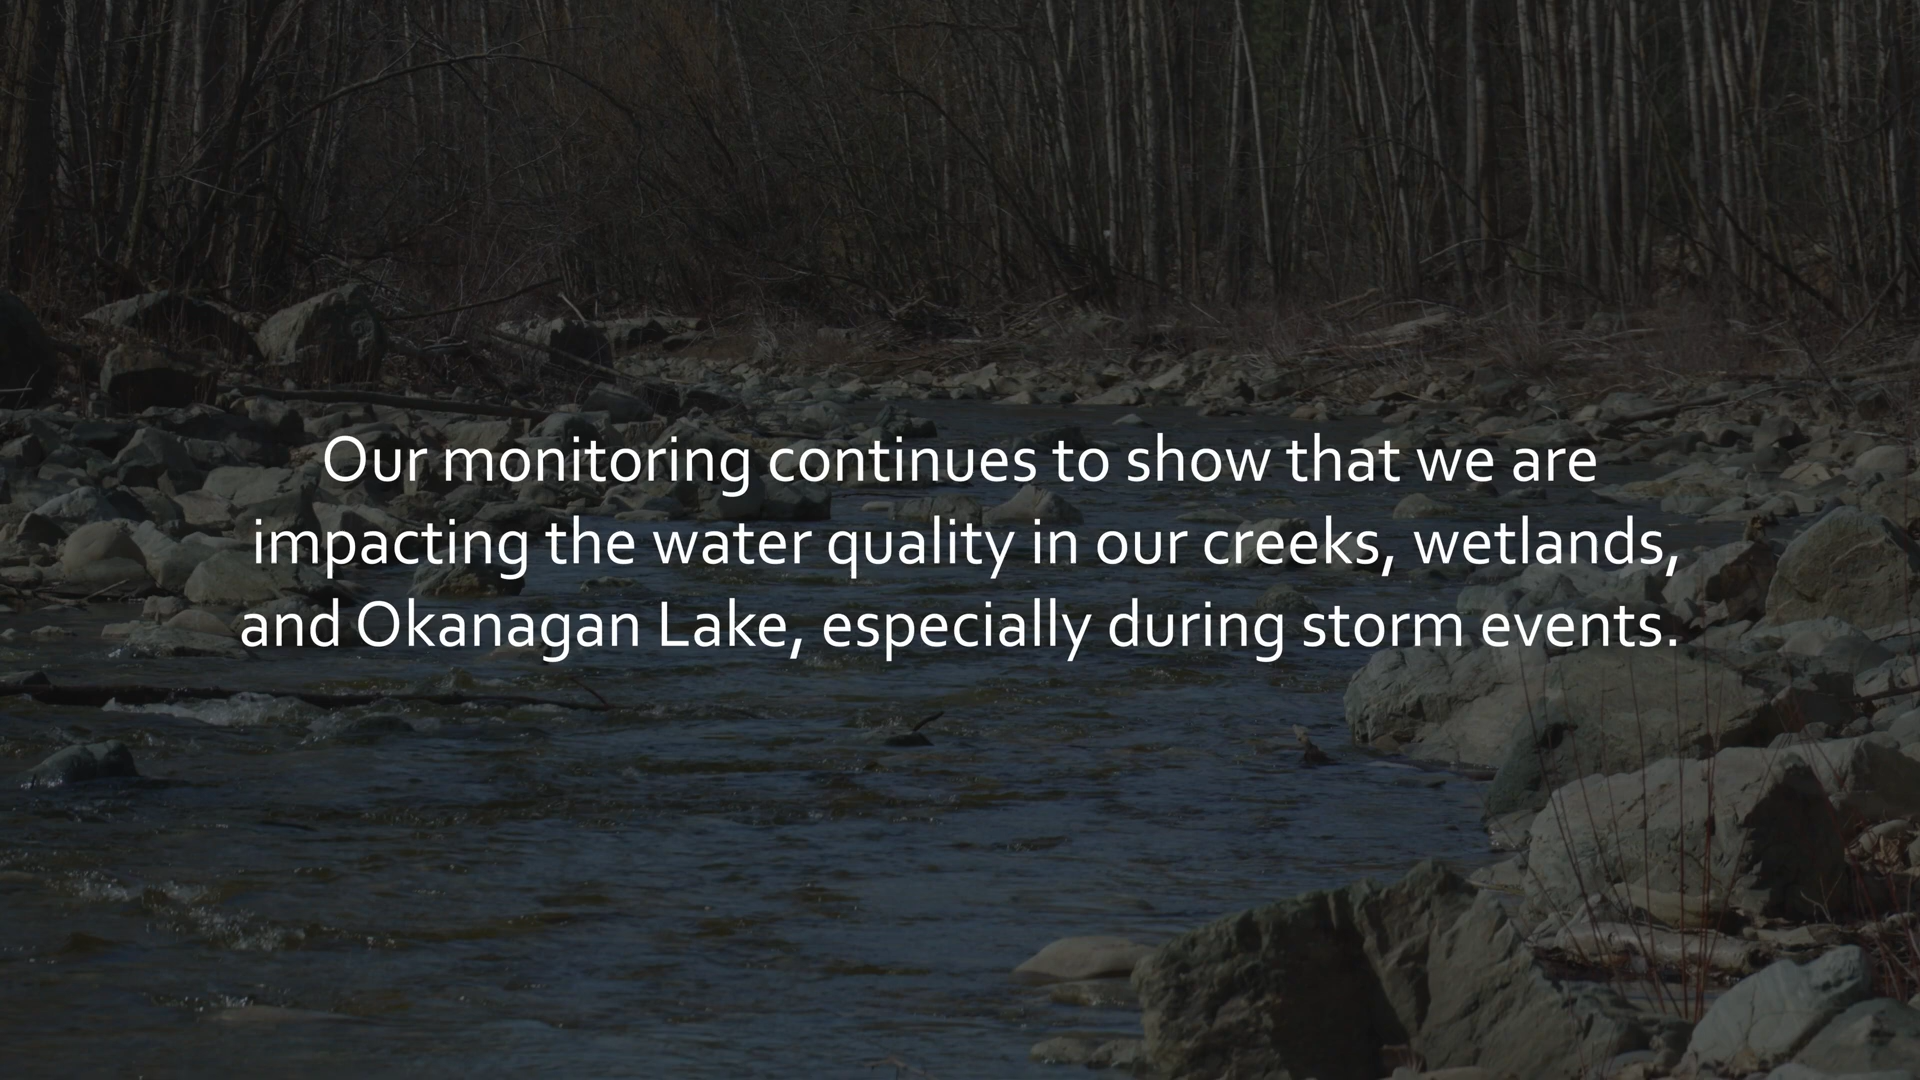 Our monitoring continues to show that we are
impacting the water quality in our creeks, wetlands,
and Okanagan Lake, especially during storm events.